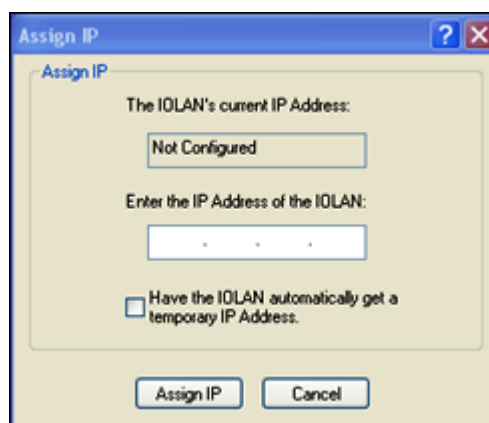 Assign IP
Assign IP
The IOLAN's current IP Address:
Not Configured
Enter the IP Address of the IOLAN:
. . .
Have the IOLAN automatically get a
temporary IP Address.
Assign IP Cancel